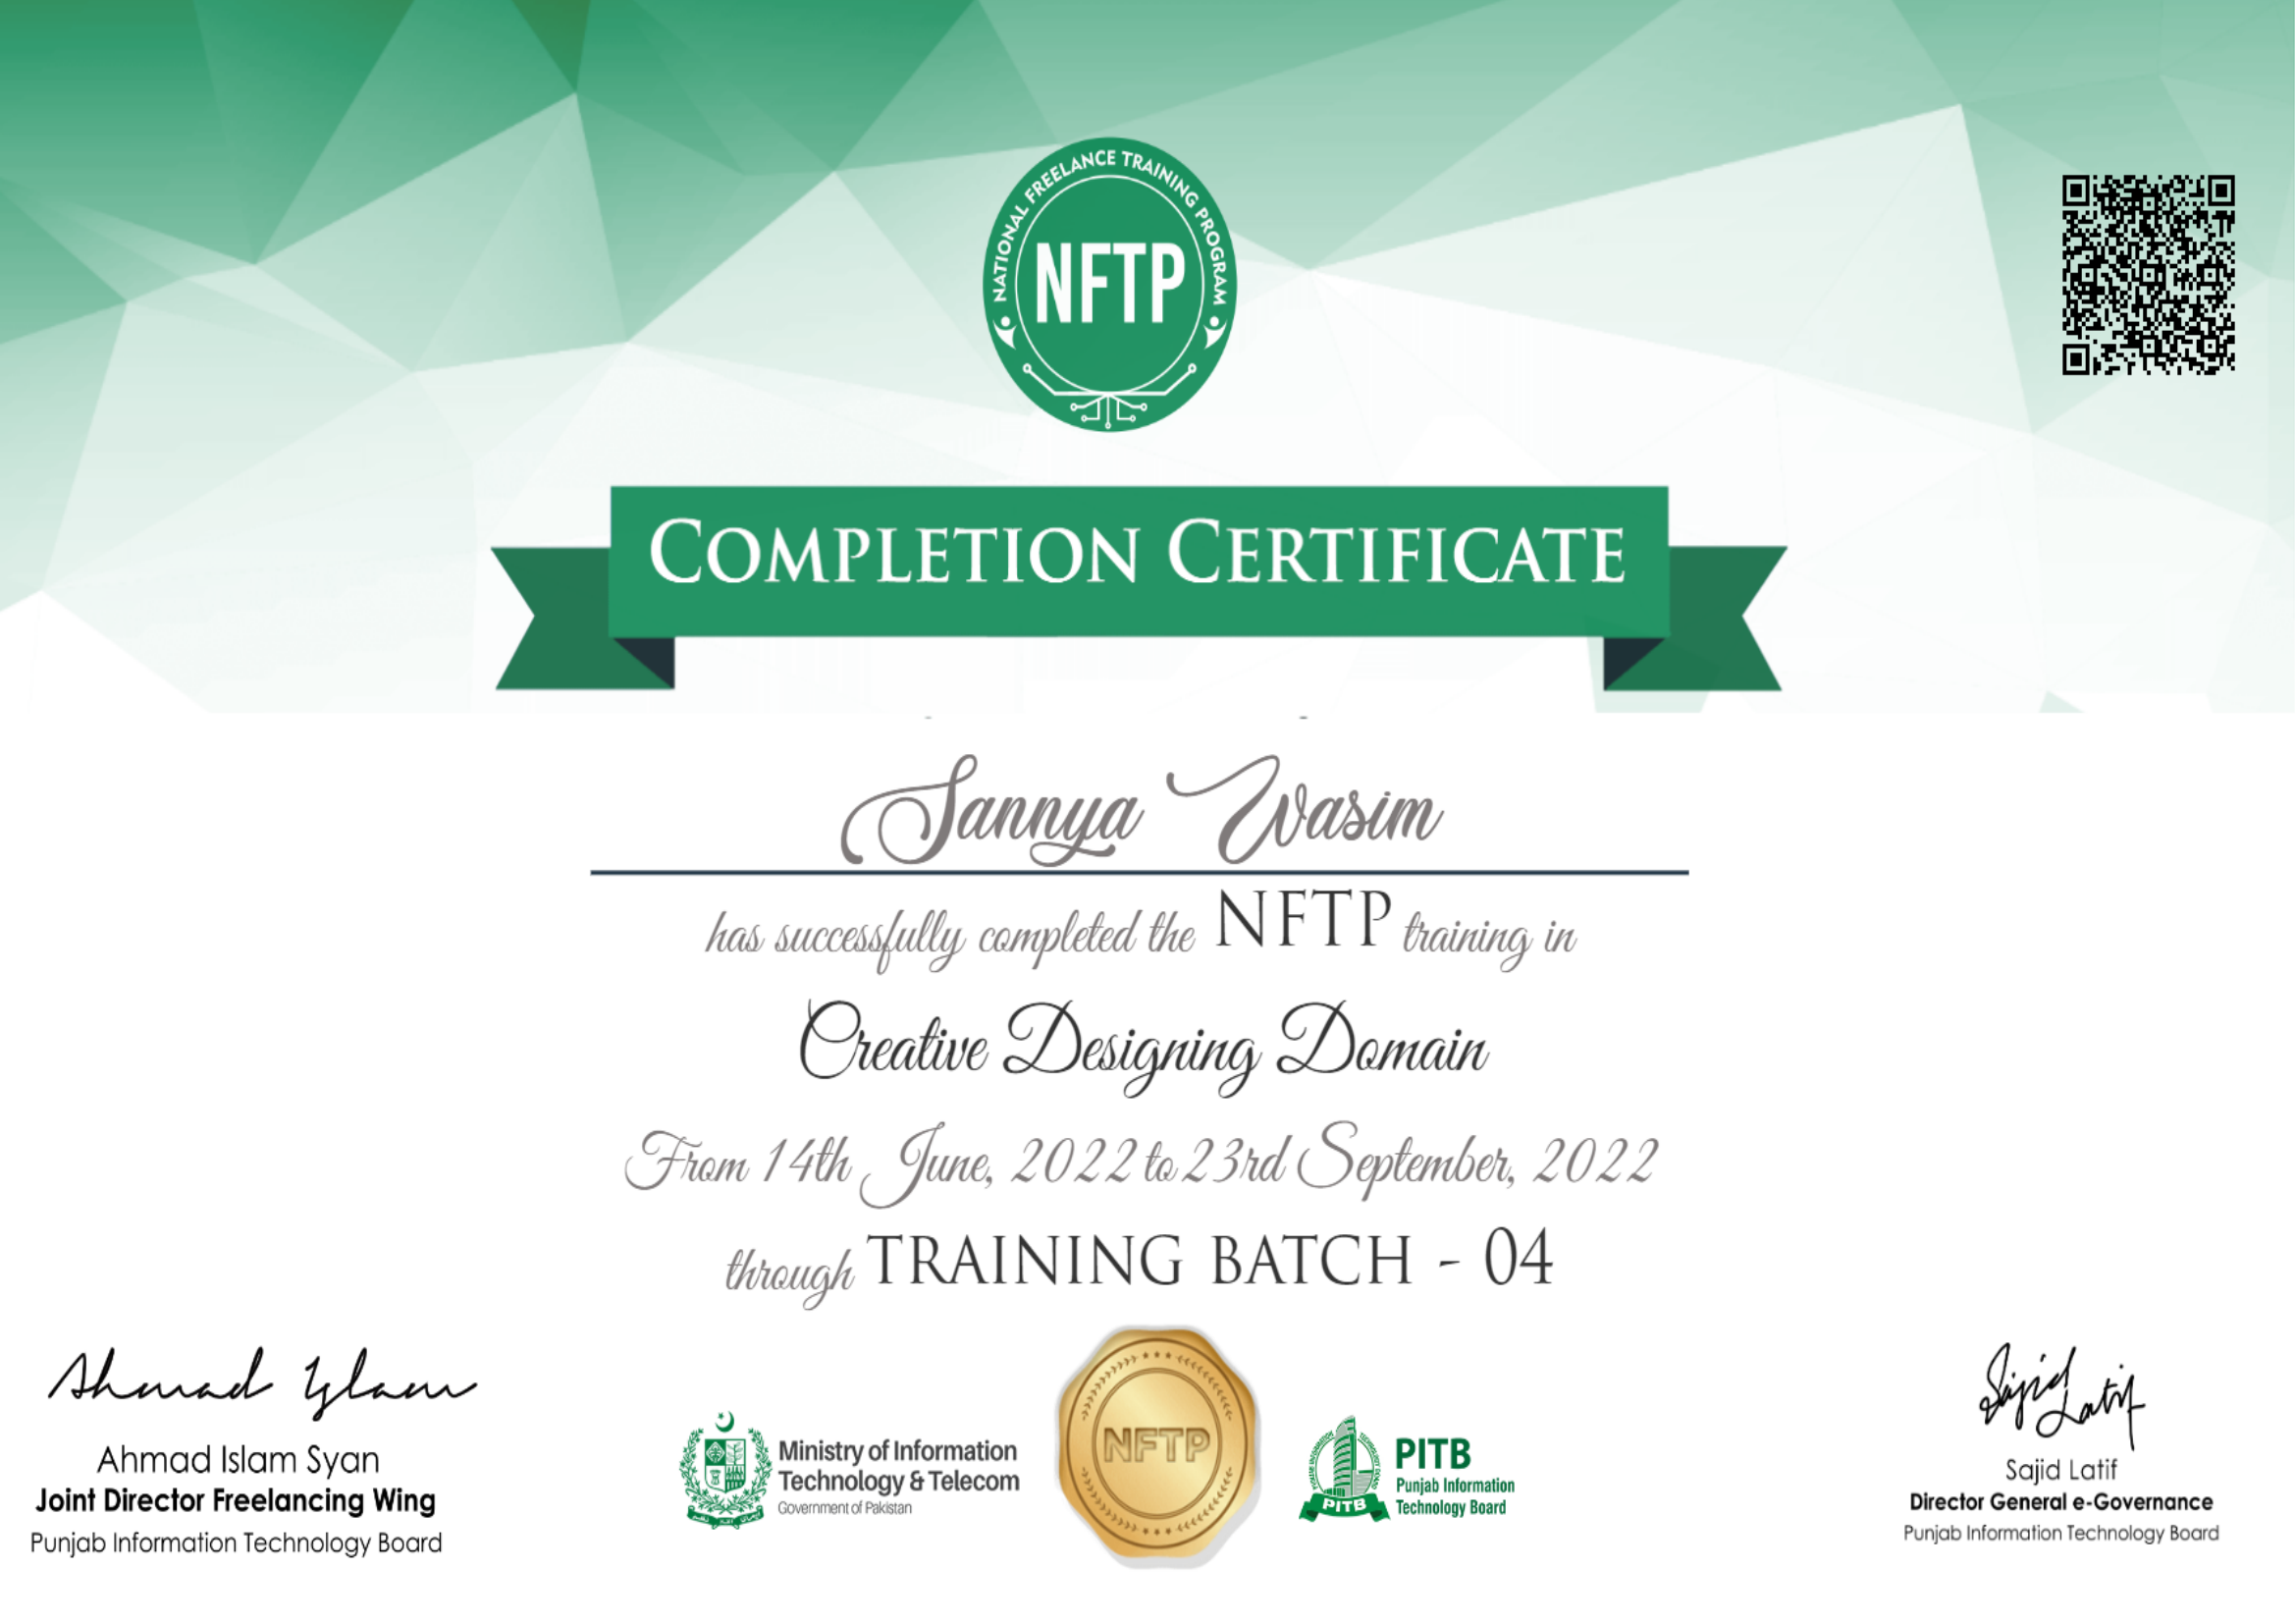 NATIONAL FREELANCE TRAINING PROGRAM
NFTP
COMPLETION CERTIFICATE
Sannya Wasim
has successfully completed the NFTP training in
Creative Designing Domain
From 14th June, 2022 to 23rd September, 2022
through TRAINING BATCH - 04
Ahmad Islam
Ahmad Islam Syan
Joint Director Freelancing Wing
Punjab Information Technology Board
Ministry of Information
Technology & Telecom
Government of Pakistan
NFTP
PITB
PITB
Punjab Information
Technology Board
Sajid
Latif
Sajid Latif
Director General e-Governance
Punjab Information Technology Board